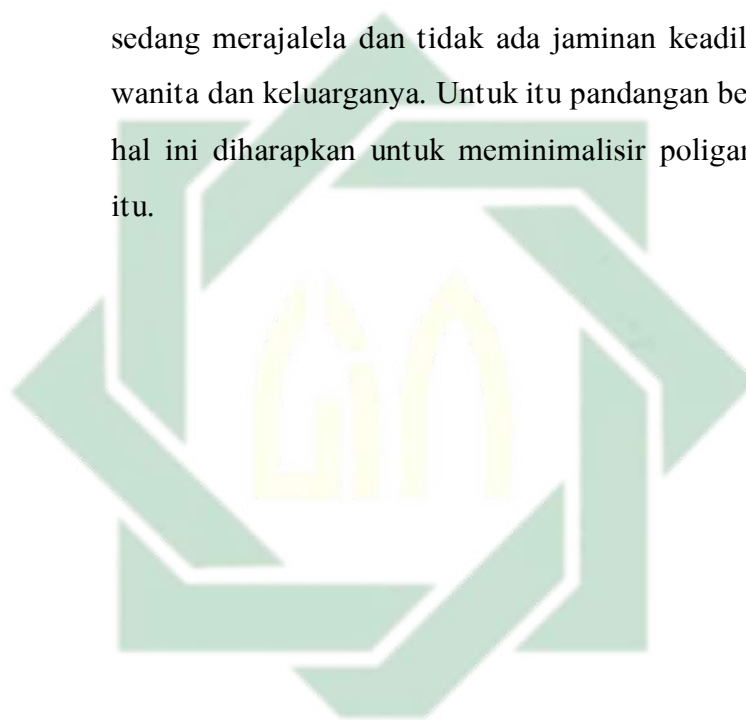 sedang merajalela dan tidak ada jaminan keadil
wanita dan keluarganya. Untuk itu pandangan be
hal ini diharapkan untuk meminimalisir poligar
itu.